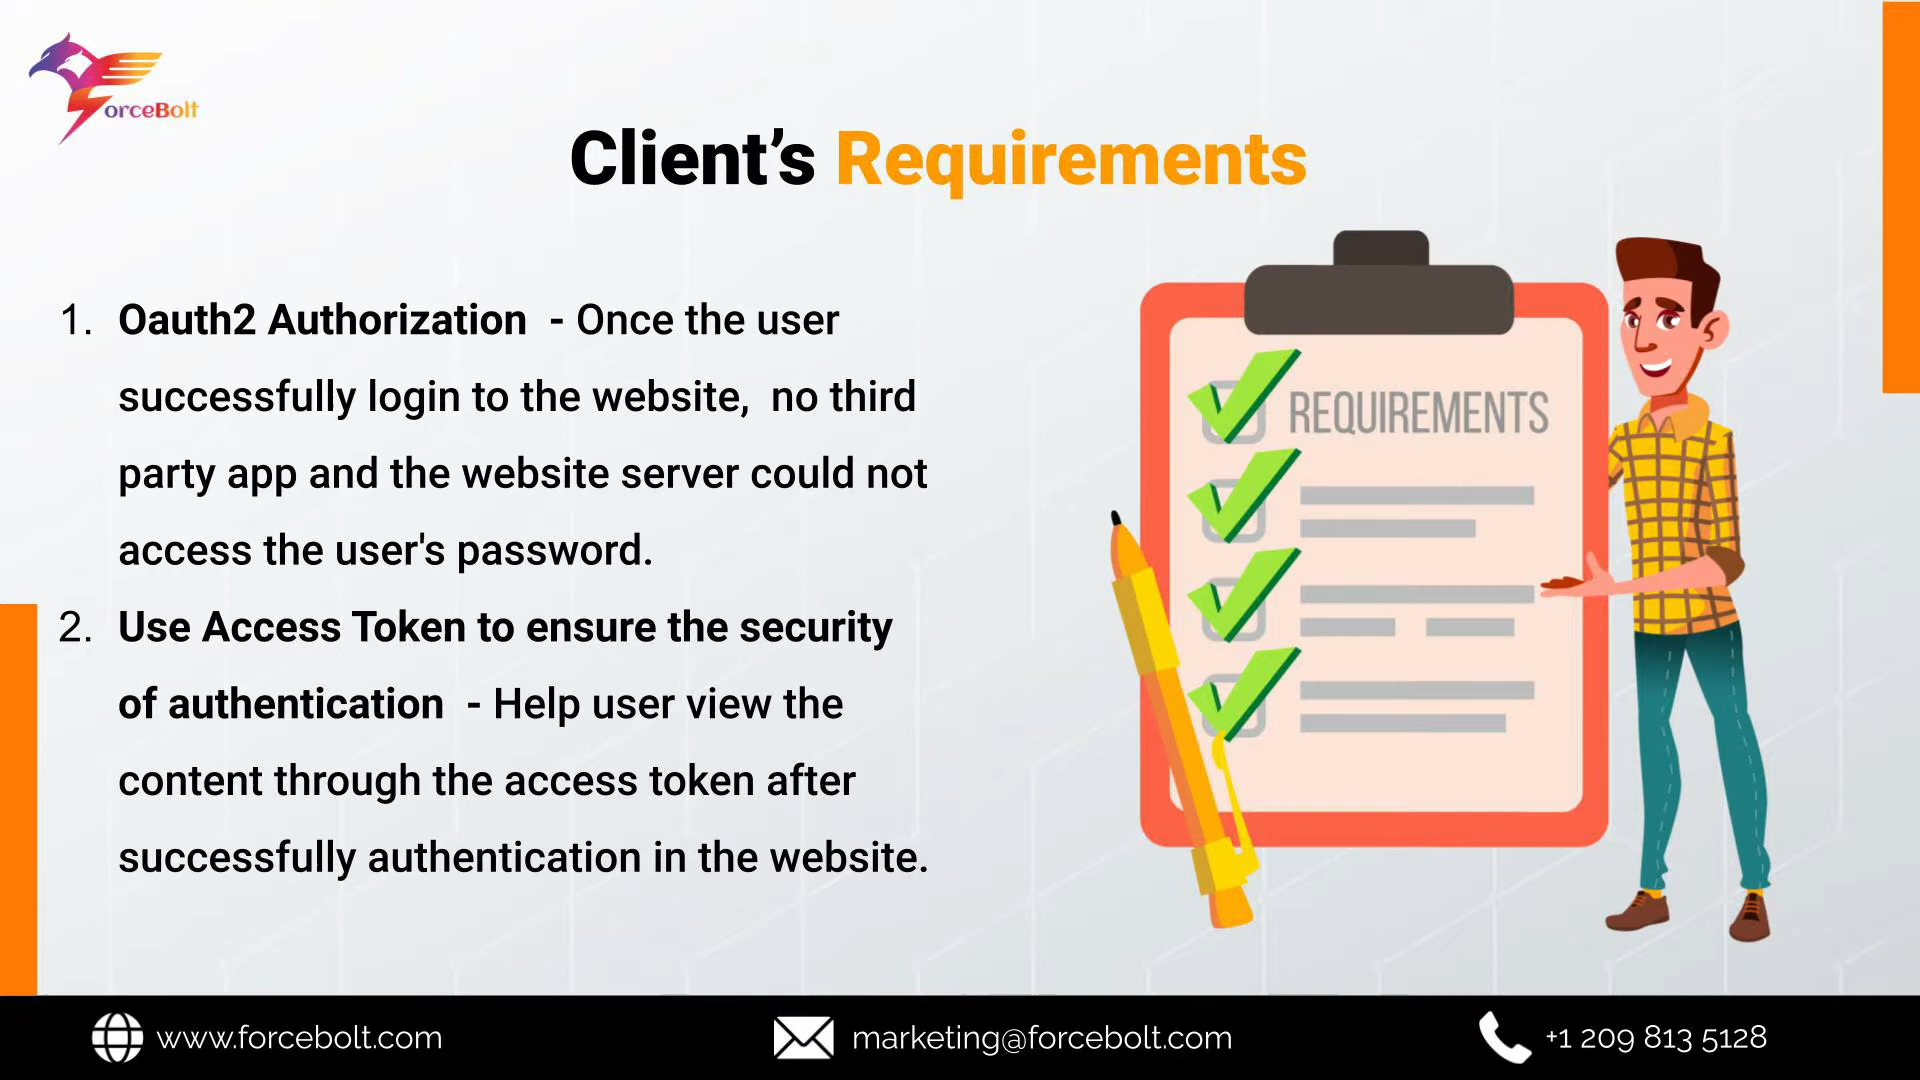 orceBolt
Client’s Requirements
1. Oauth2 Authorization - Once the user
successfully login to the website, no third
party app and the website server could not
access the user's password.
2. Use Access Token to ensure the security
of authentication - Help user view the
content through the access token after
successfully authentication in the website.
REQUIREMENTS
www.forcebolt.com
marketing@forcebolt.com
+1 209 813 5128